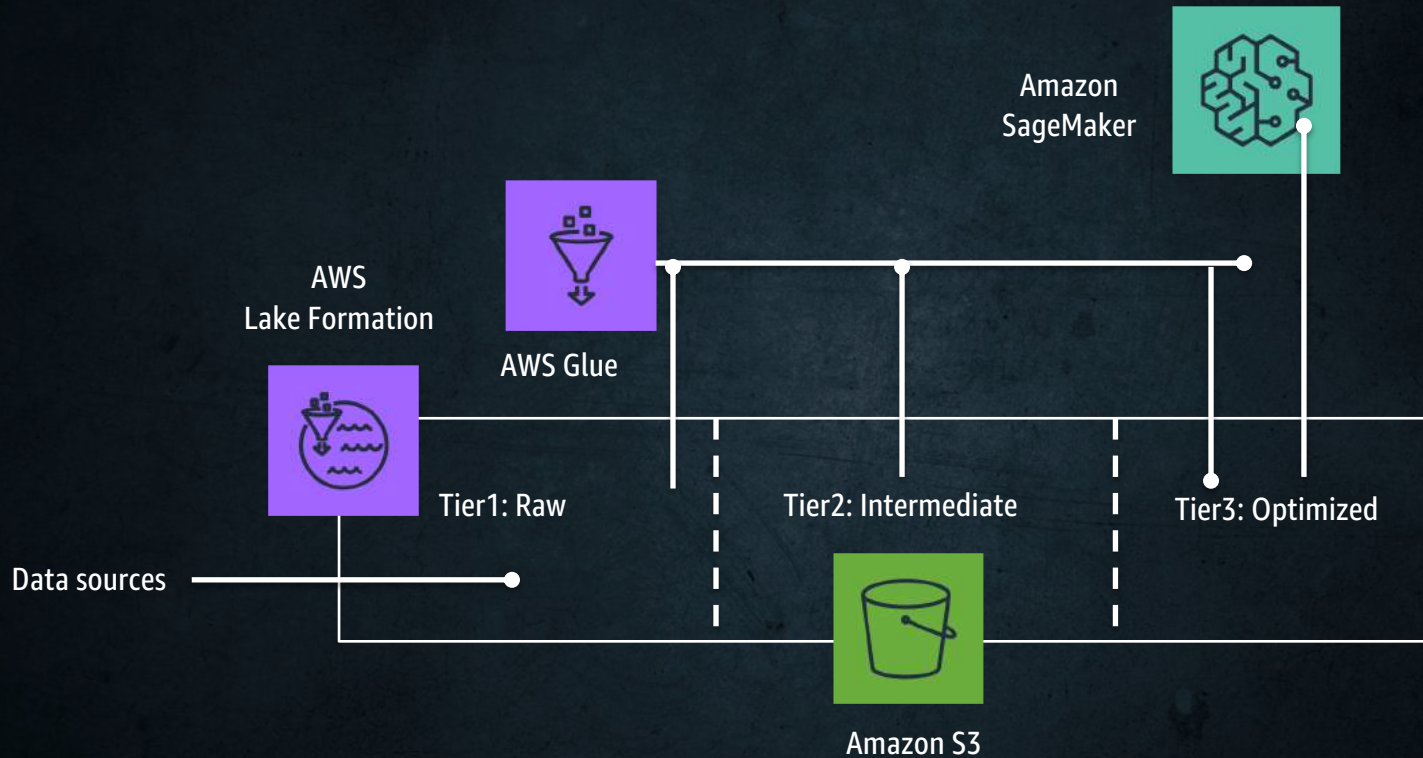 Amazon
SageMaker
AWS
Lake Formation
AWS Glue
Tier1: Raw
Tier2: Intermediate
Tier3: Optimized
Data sources
Amazon S3